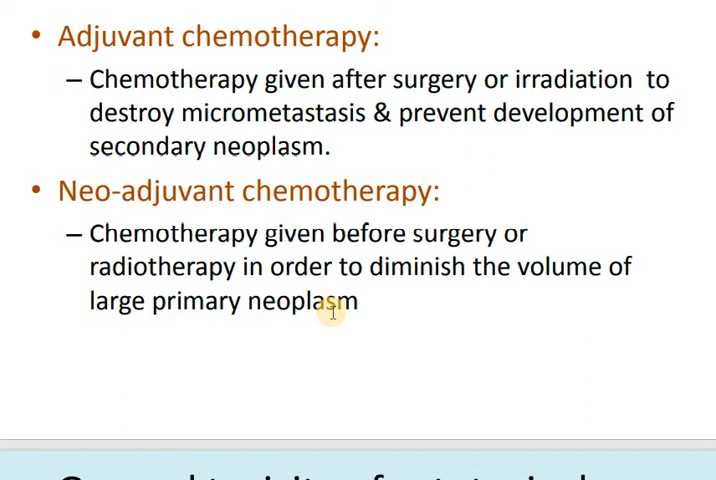 • Adjuvant chemotherapy:
– Chemotherapy given after surgery or irradiation to
destroy micrometastasis & prevent development of
secondary neoplasm.
• Neo-adjuvant chemotherapy:
– Chemotherapy given before surgery or
radiotherapy in order to diminish the volume of
large primary neoplasm